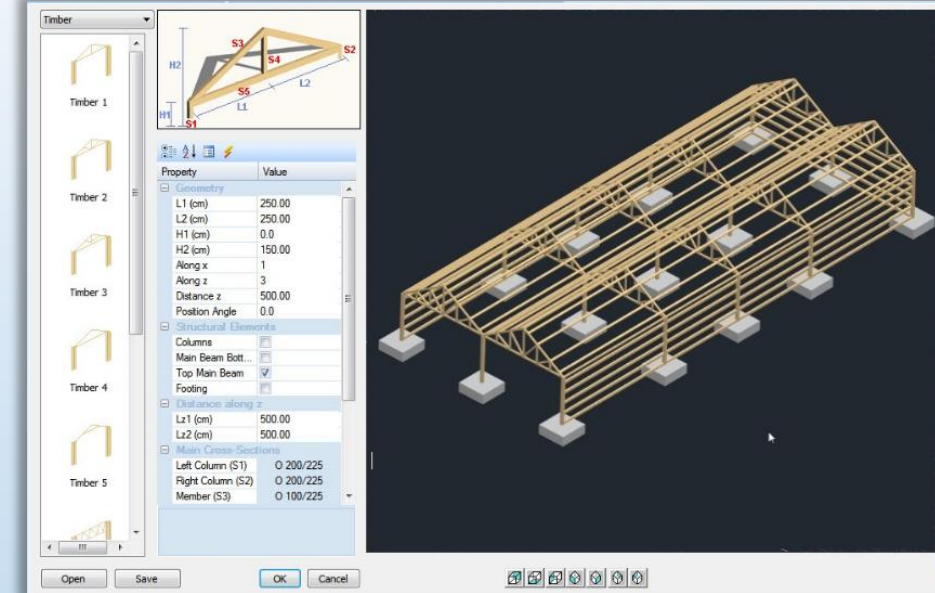 Timber
Timber 1
Timber 2
Timber 3
Timber 4
Timber 5
H2
S3
S4
S2
L2
S5
L1
H1
S1
Property Value
Geometry
L1 (cm) 250.00
L2 (cm) 250.00
H1 (cm) 0.0
H2 (cm) 150.00
Along x 1
Along z 3
Distance z 500.00
Position Angle 0.0
Structural Elements
Columns
Main Beam Bott...
Top Main Beam
Footing
Distance along z
Lz1 (cm) 500.00
Lz2 (cm) 500.00
Main Cross-Sections
Left Column (S1) O 200/225
Right Column (S2) O 200/225
Member (S3) O 100/225
Open Save OK Cancel